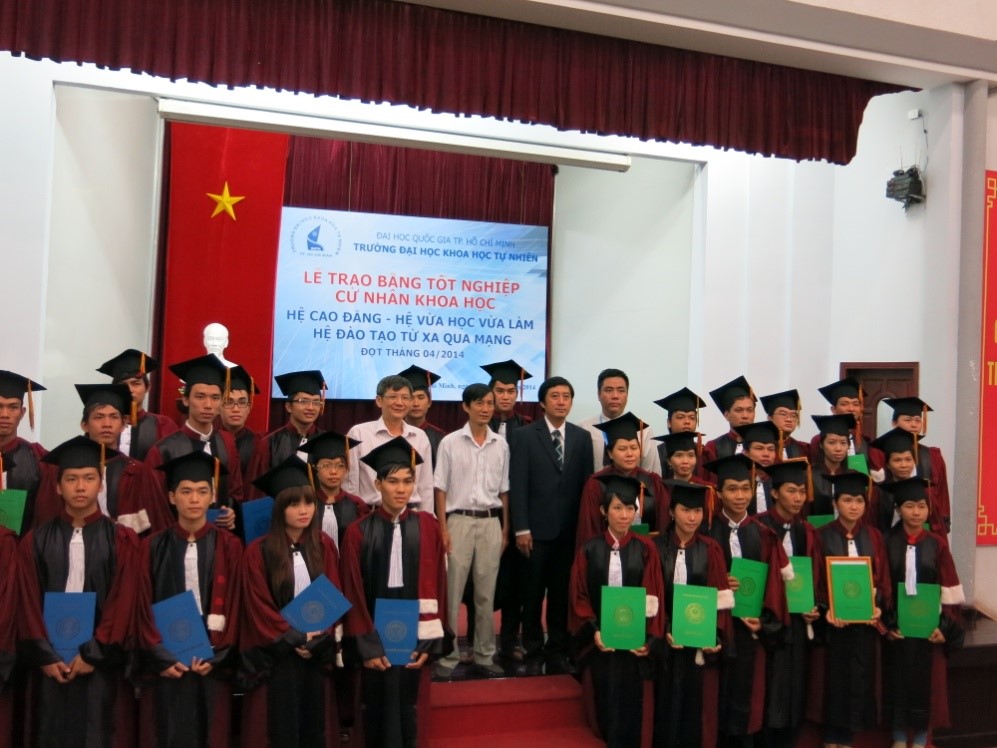 ĐẠI HỌC QUỐC GIA TP. HỒ CHÍ MINH
TRƯỜNG ĐẠI HỌC KHOA HỌC TỰ NHIÊN
LỄ TRAO BẰNG TỐT NGHIỆP
CỬ NHÂN KHOA HỌC
HỆ CAO ĐẲNG - HỆ VỪA HỌC VỪA LÀM
HỆ ĐÀO TẠO TỪ XA QUA MẠNG
ĐỢT THÁNG 04/2014